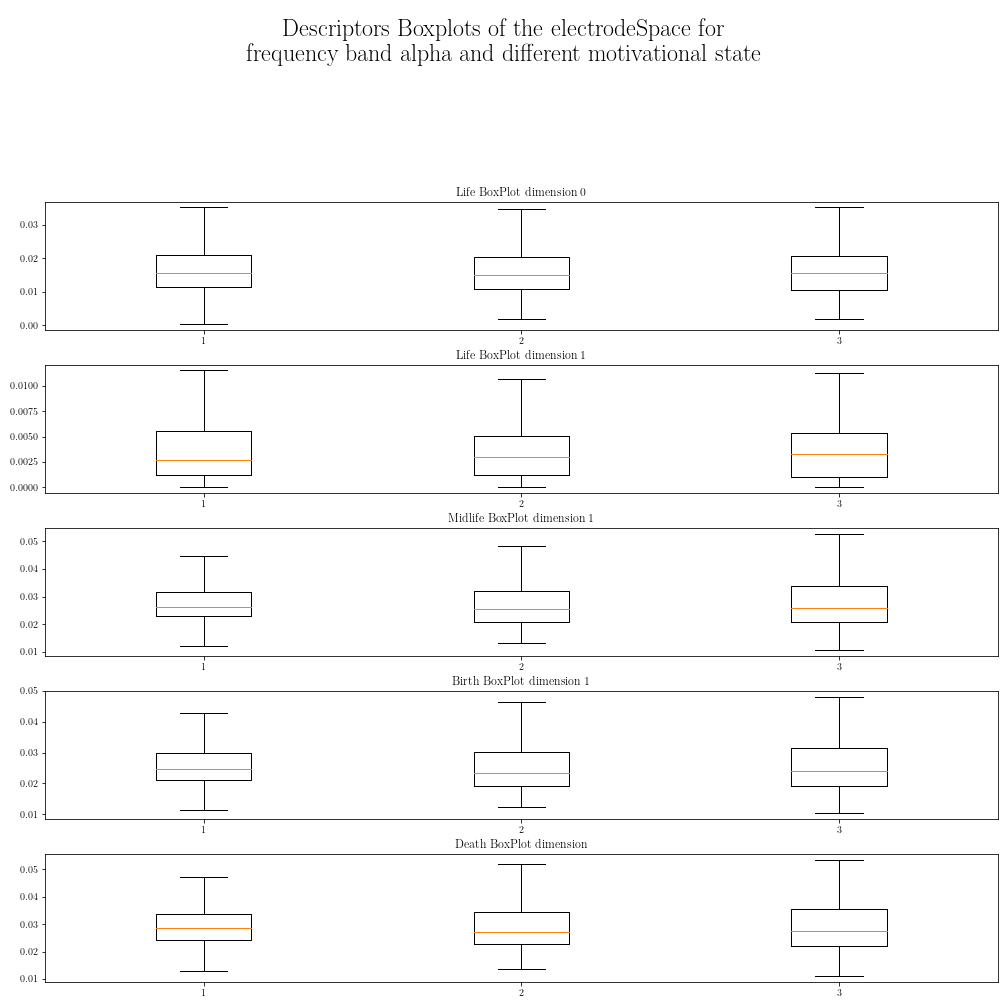 Descriptors Boxplots of the electrodeSpace for
frequency band alpha and different motivational state
Life BoxPlot dimension 0
0.03
0.02
0.01
0.00
1 2 3
Life BoxPlot dimension 1
0.0100
0.0075
0.0050
0.0025
0.0000
1 2 3
Midlife BoxPlot dimension 1
0.05
0.04
0.03
0.02
0.01
1 2 3
Birth BoxPlot dimension 1
0.05
0.04
0.03
0.02
0.01
1 2 3
Death BoxPlot dimension
0.05
0.04
0.03
0.02
0.01
1 2 3